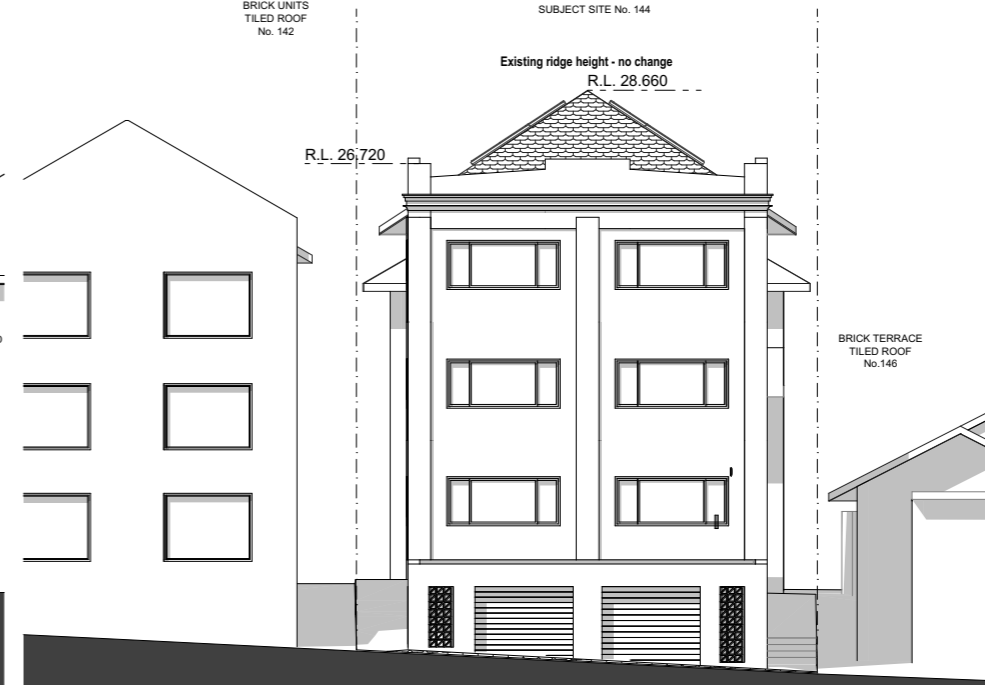 BRICK UNITS
TILED ROOF
No. 142
SUBJECT SITE No. 144
Existing ridge height - no change
R.L. 28.660
R.L. 26.720
BRICK TERRACE
TILED ROOF
No.146